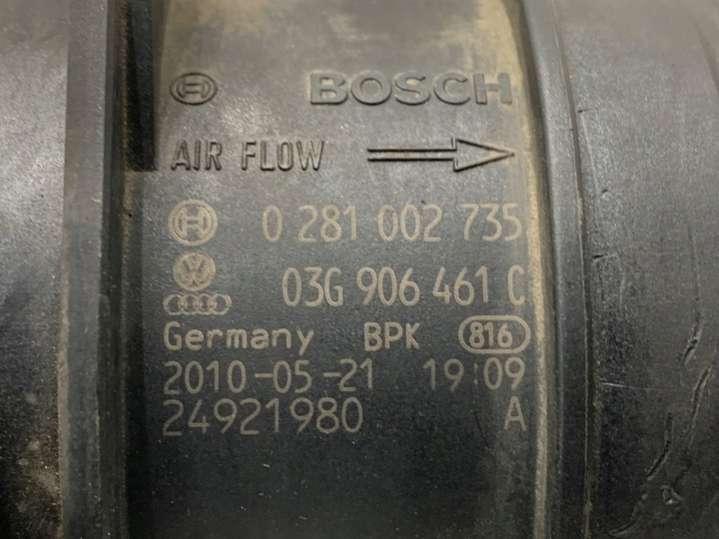 BOSCH
AIR FLOW
0 281 002 735
03G 906 461 C
Germany BPK 816
2010-05-21 19:09
24921980 A